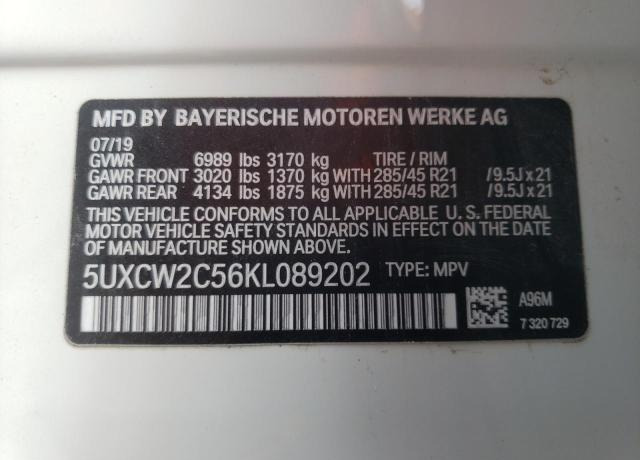 MFD BY BAYERISCHE MOTOREN WERKE AG
07/19
GVWR 6989 lbs 3170 kg TIRE / RIM
GAWR FRONT 3020 lbs 1370 kg WITH 285/45 R21 /9.5J x 21
GAWR REAR 4134 lbs 1875 kg WITH 285/45 R21 /9.5J x 21
THIS VEHICLE CONFORMS TO ALL APPLICABLE U. S. FEDERAL
MOTOR VEHICLE SAFETY STANDARDS IN EFFECT ON THE DATE
OF MANUFACTURE SHOWN ABOVE.
5UXCW2C56KL089202 TYPE: MPV
A96M
7 320 729